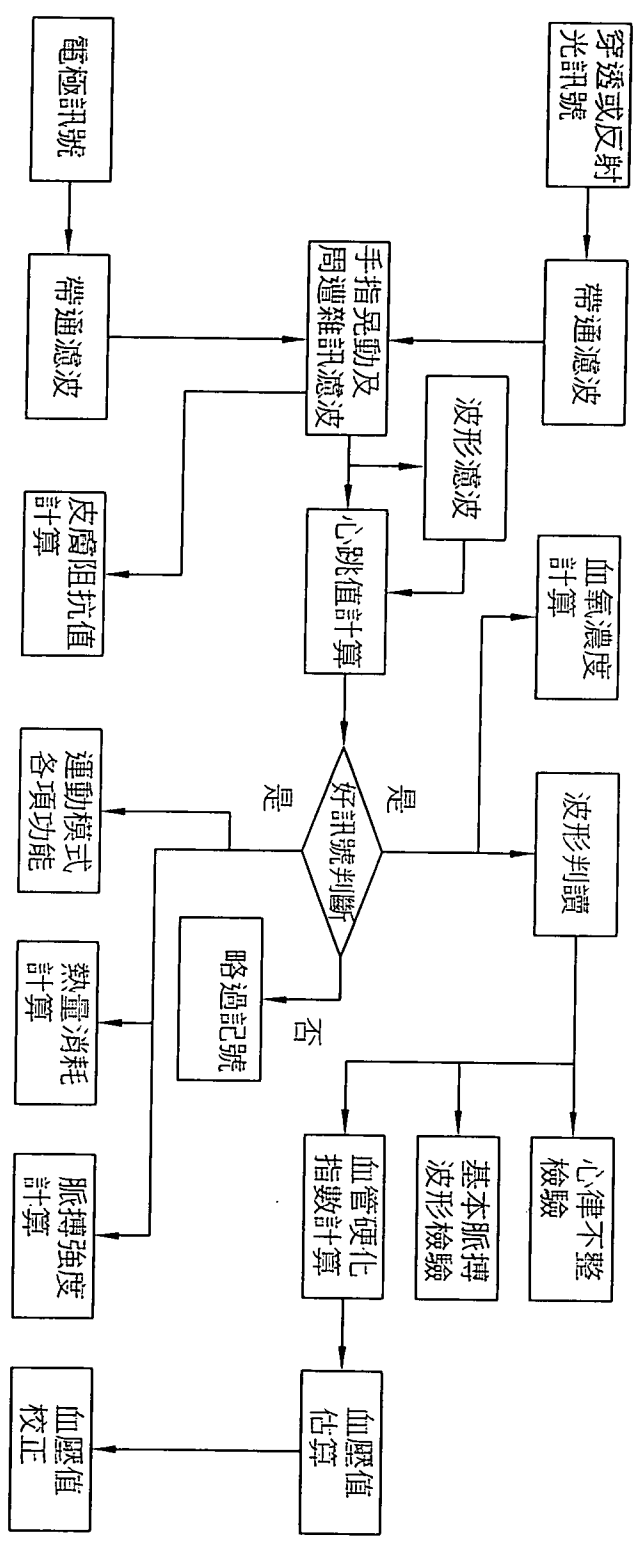 穿透或反射
光訊號
電極訊號
帶通濾波
帶通濾波
手指晃動及
周遭雜訊濾波
波形濾波
皮膚阻抗值
計算
心跳值計算
血氧濃度
計算
好訊號判斷
是
是
否
運動模式
各項功能
波形判讀
略過記號
熱量消耗
計算
脈搏強度
計算
血管硬化
指數計算
基本脈搏
波形檢驗
心律不整
檢驗
血壓值
估算
血壓值
校正